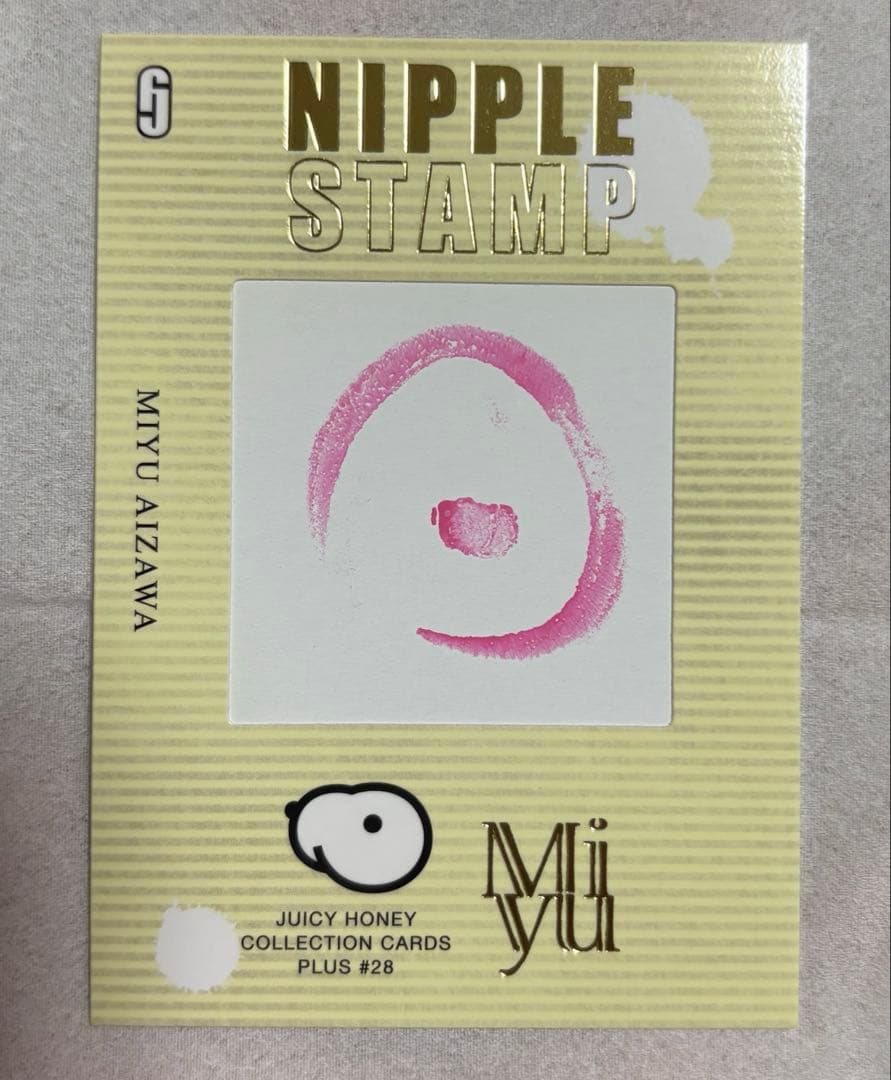 NIPPLE
STAMP
MIYU AIZAWA
JUICY HONEY
COLLECTION CARDS
PLUS #28
Mi
yu